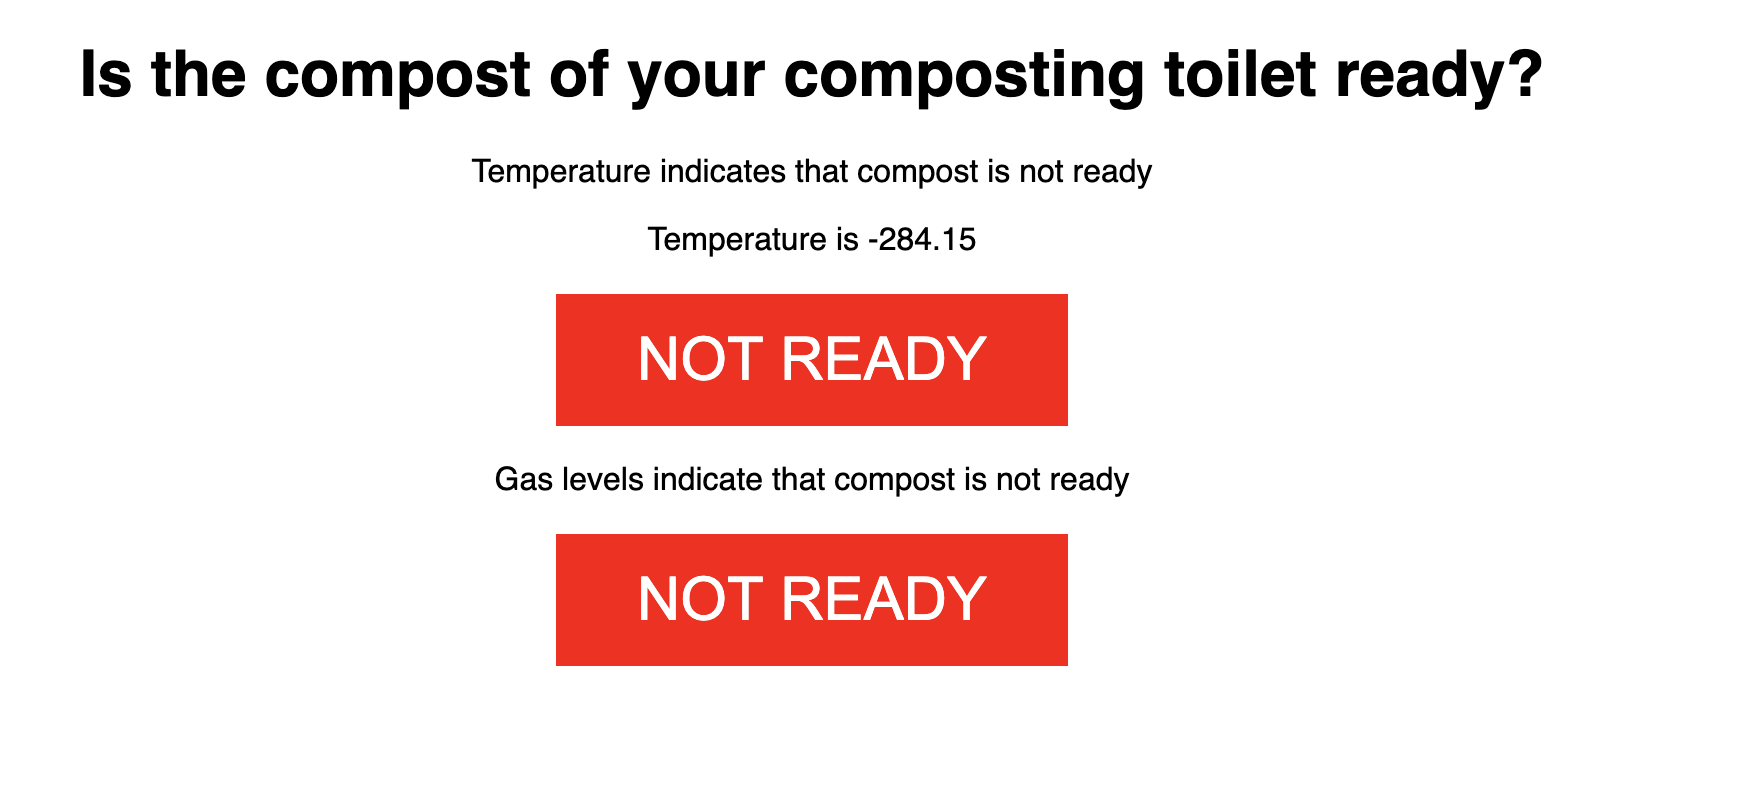 Is the compost of your composting toilet ready?
Temperature indicates that compost is not ready
Temperature is -284.15
NOT READY
Gas levels indicate that compost is not ready
NOT READY